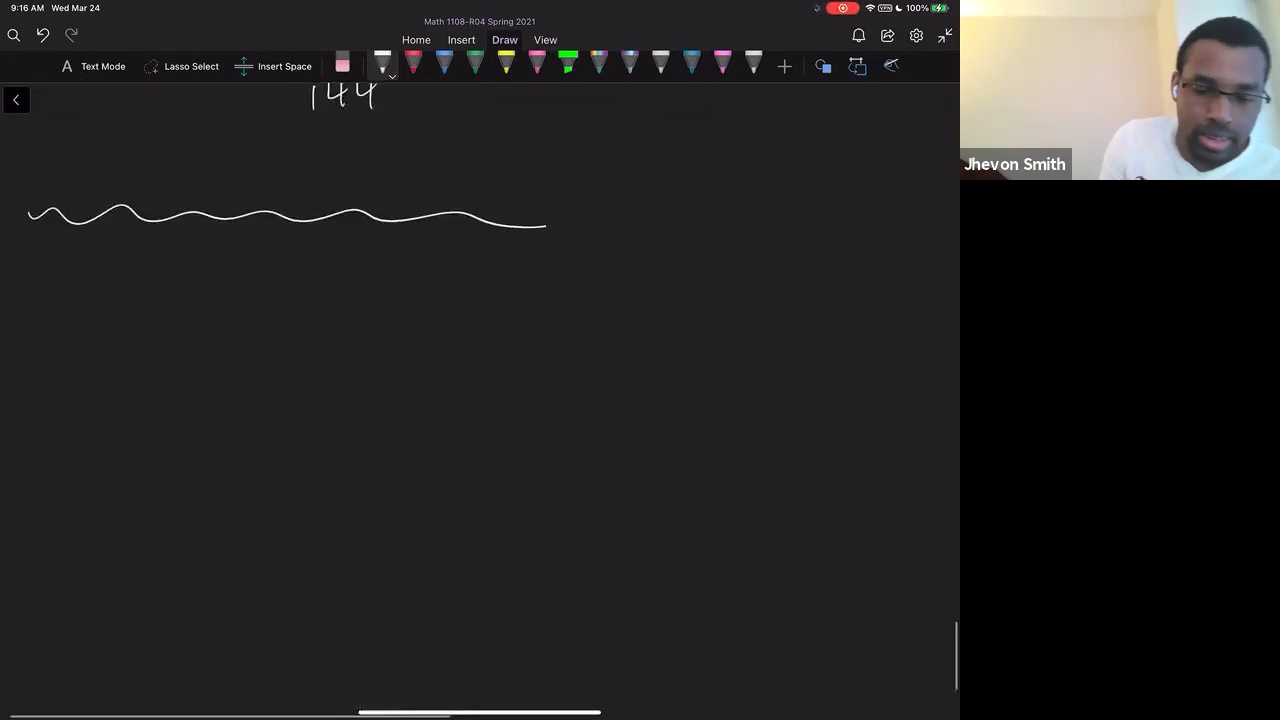 9:16 AM Wed Mar 24
VPN 100%
Math 1108-R04 Spring 2021
Home Insert Draw View
A Text Mode Lasso Select Insert Space
144
Jhevon Smith